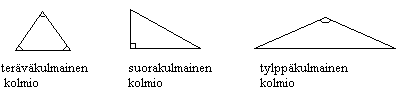 teräväkulmainen
kolmio
suorakulmainen
kolmio
tylppäkulmainen
kolmio